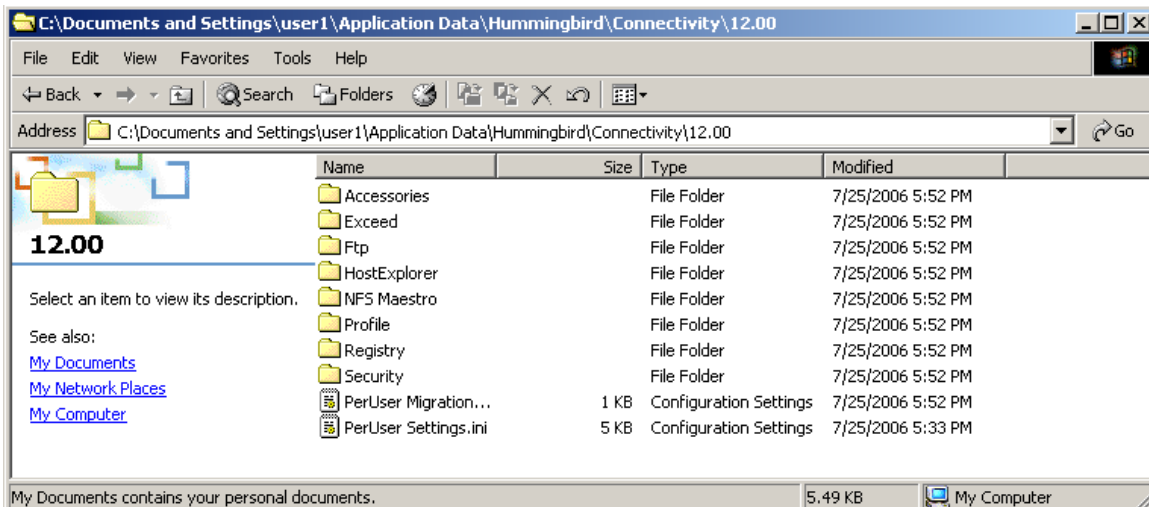 C:\Documents and Settings\user1\Application Data\Hummingbird\Connectivity\12.00
File Edit View Favorites Tools Help
Back Search Folders
Address C:\Documents and Settings\user1\Application Data\Hummingbird\Connectivity\12.00 Go
Name Size Type Modified
Accessories File Folder 7/25/2006 5:52 PM
Exceed File Folder 7/25/2006 5:52 PM
12.00
Ftp File Folder 7/25/2006 5:52 PM
HostExplorer File Folder 7/25/2006 5:52 PM
Select an item to view its description.
NFS Maestro File Folder 7/25/2006 5:52 PM
Profile File Folder 7/25/2006 5:52 PM
See also:
Registry File Folder 7/25/2006 5:52 PM
My Documents
Security File Folder 7/25/2006 5:52 PM
My Network Places
PerUser Migration... 1 KB Configuration Settings 7/25/2006 5:52 PM
My Computer
PerUser Settings.ini 5 KB Configuration Settings 7/25/2006 5:33 PM
My Documents contains your personal documents. 5.49 KB My Computer